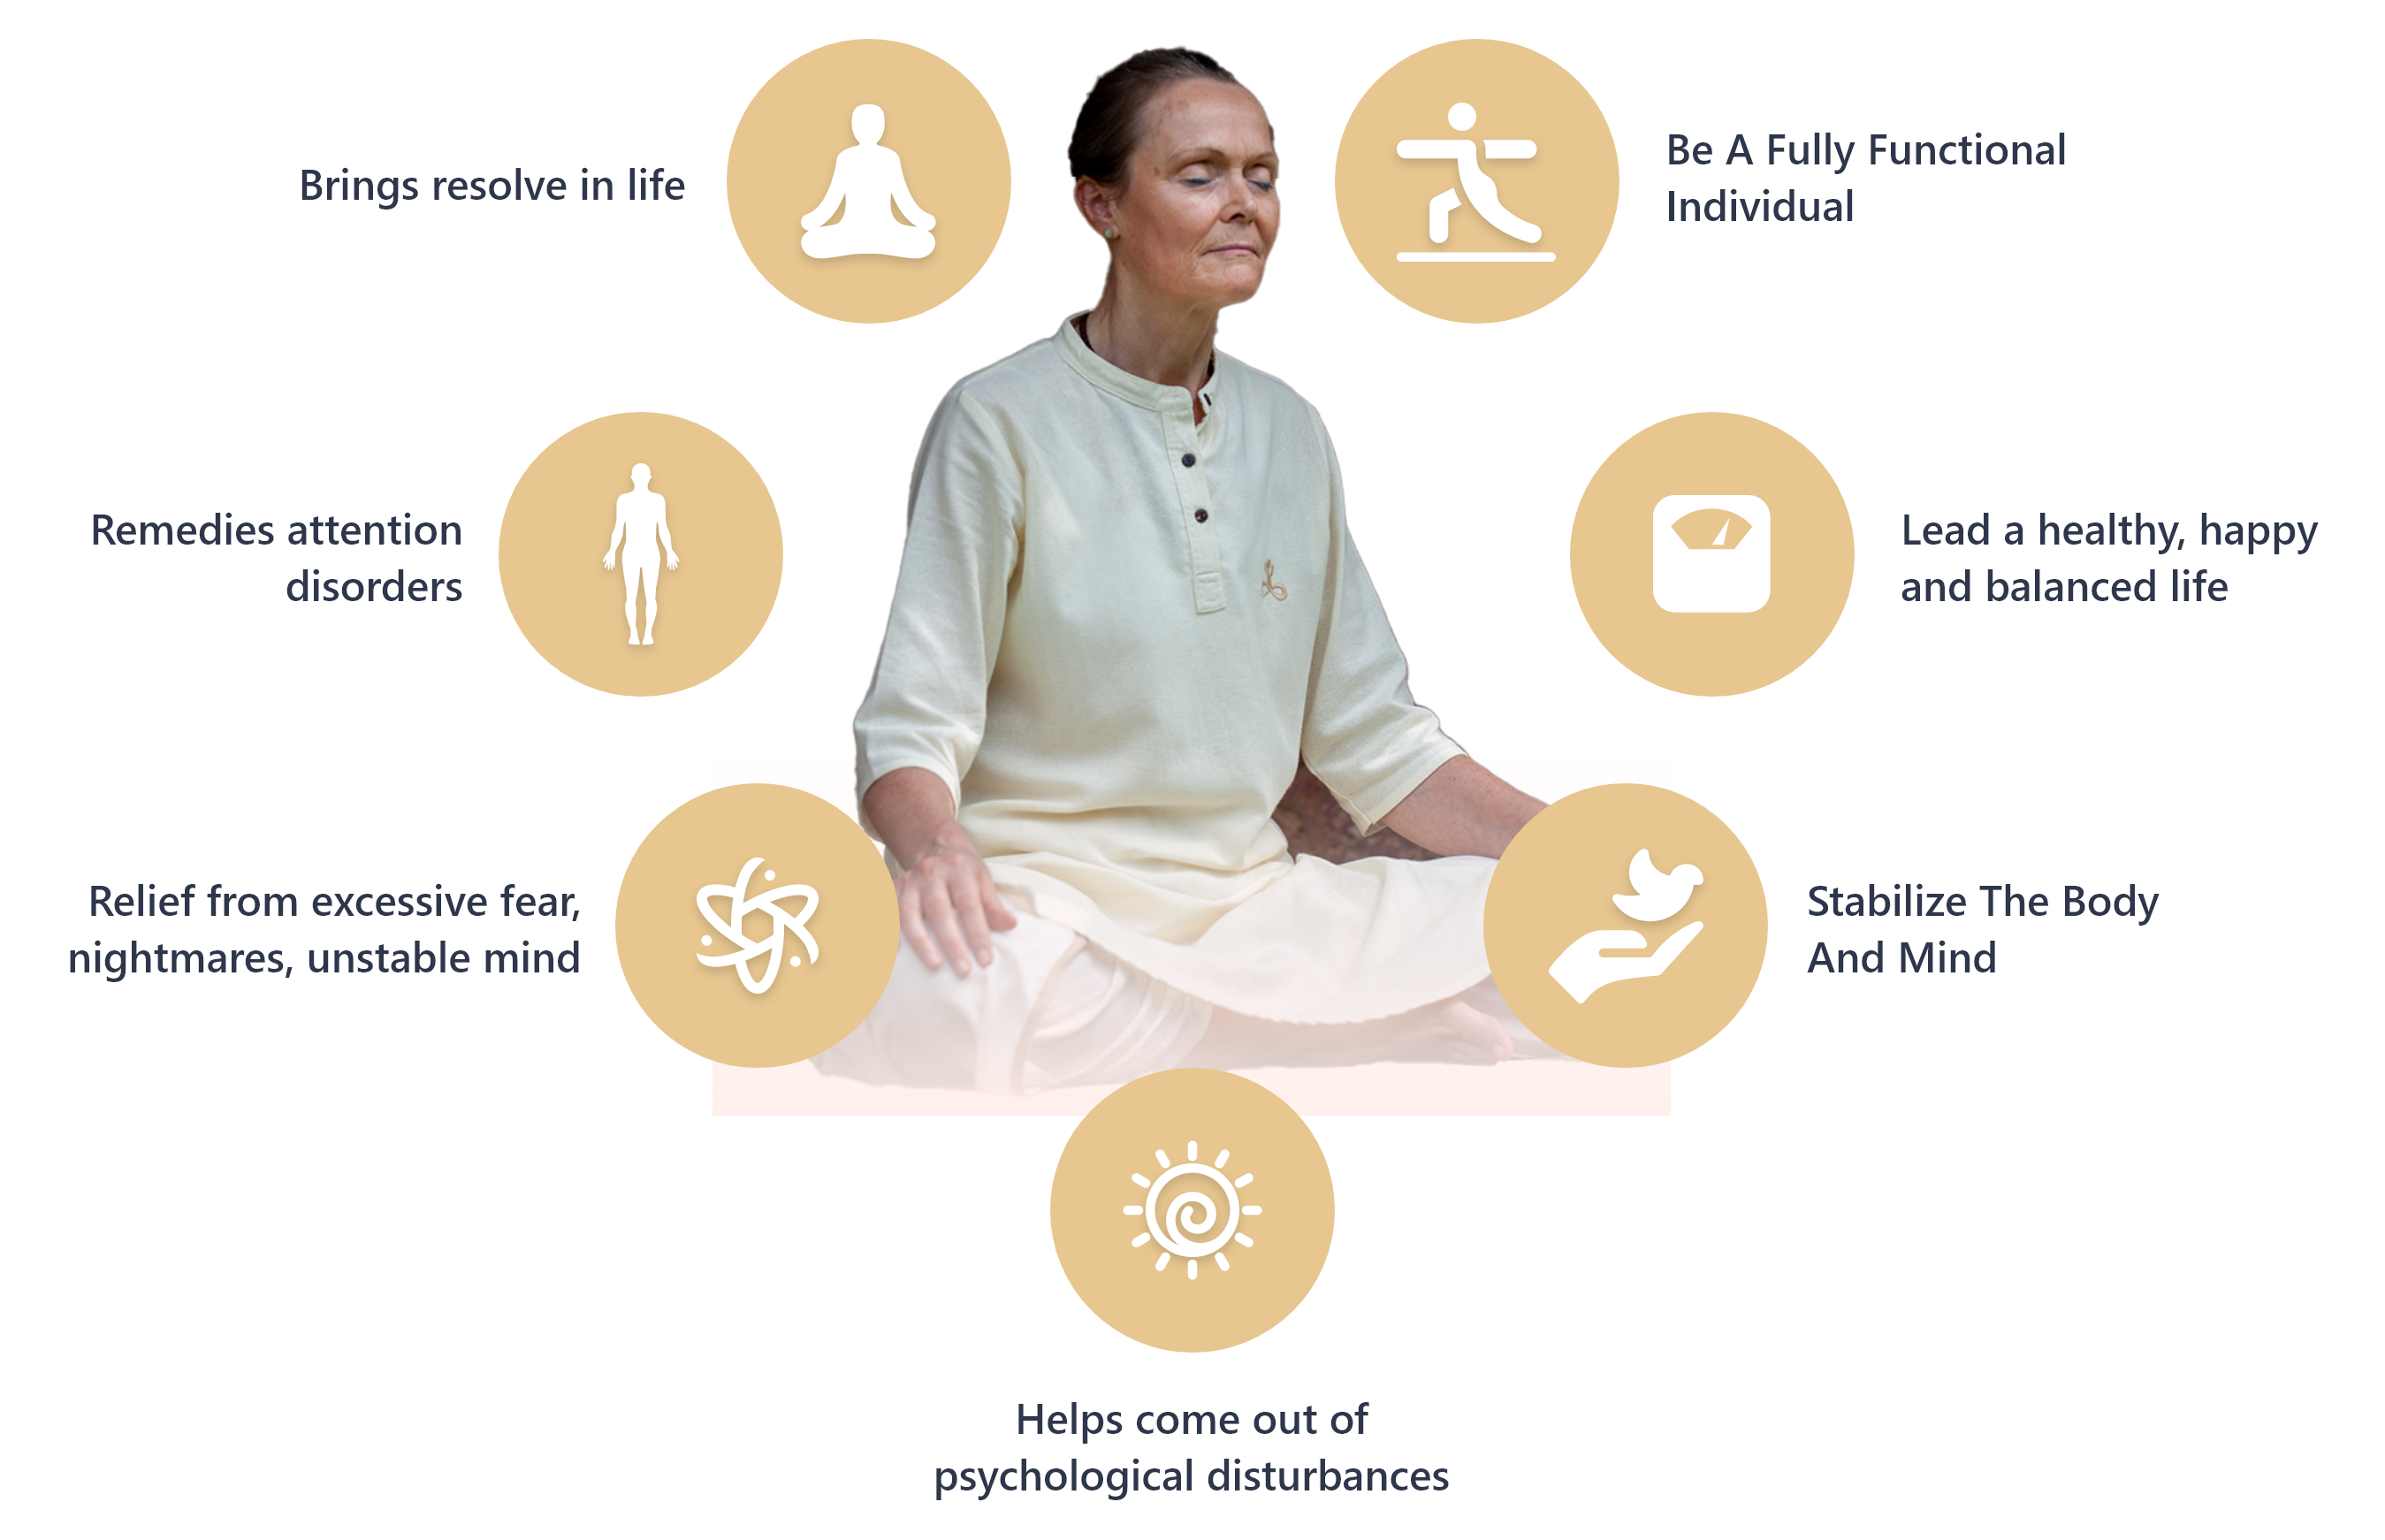 Brings resolve in life
Be A Fully Functional
Individual
Remedies attention
disorders
Lead a healthy, happy
and balanced life
Relief from excessive fear,
nightmares, unstable mind
Stabilize The Body
And Mind
Helps come out of
psychological disturbances